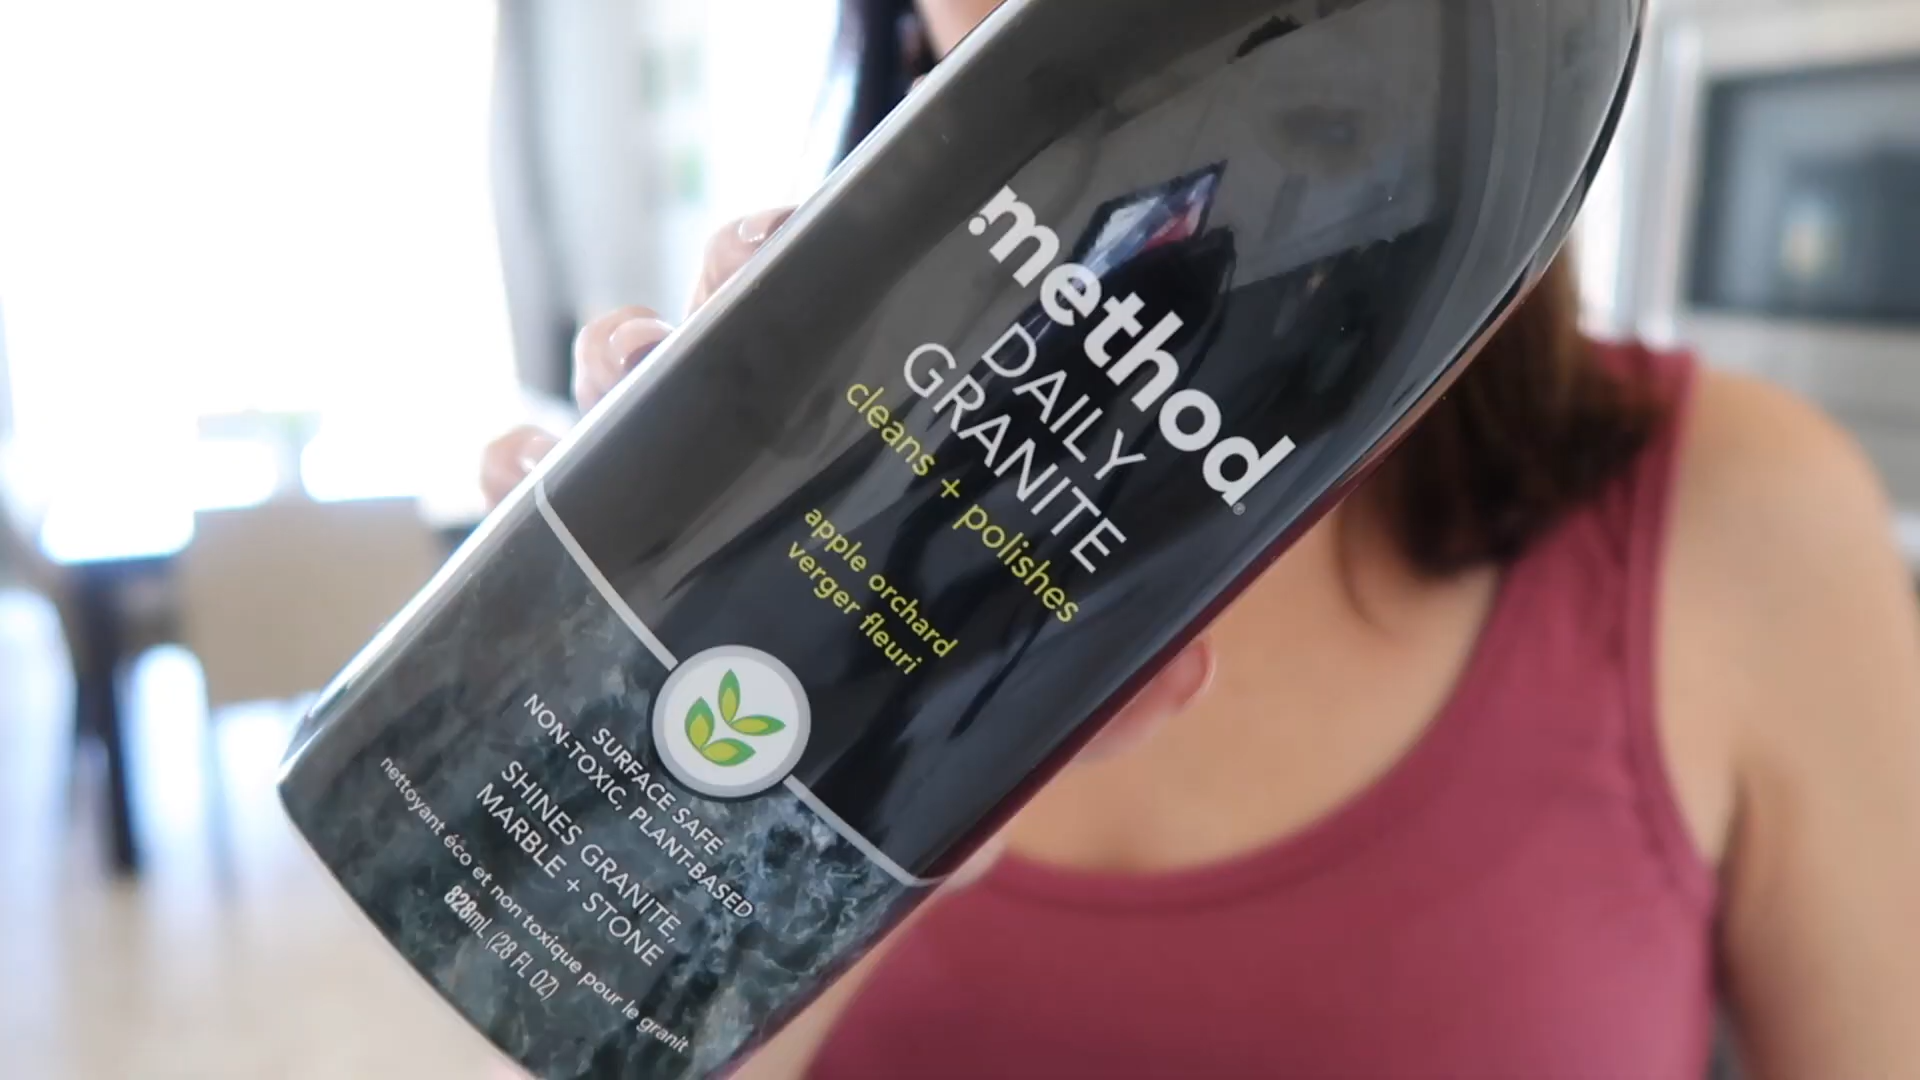 method®
DAILY
GRANITE
cleans + polishes
apple orchard
verger fleuri
SURFACE SAFE
NON-TOXIC, PLANT-BASED
SHINES GRANITE,
MARBLE + STONE
nettoyant éco et non toxique pour le granit
828mL (28 FL OZ)